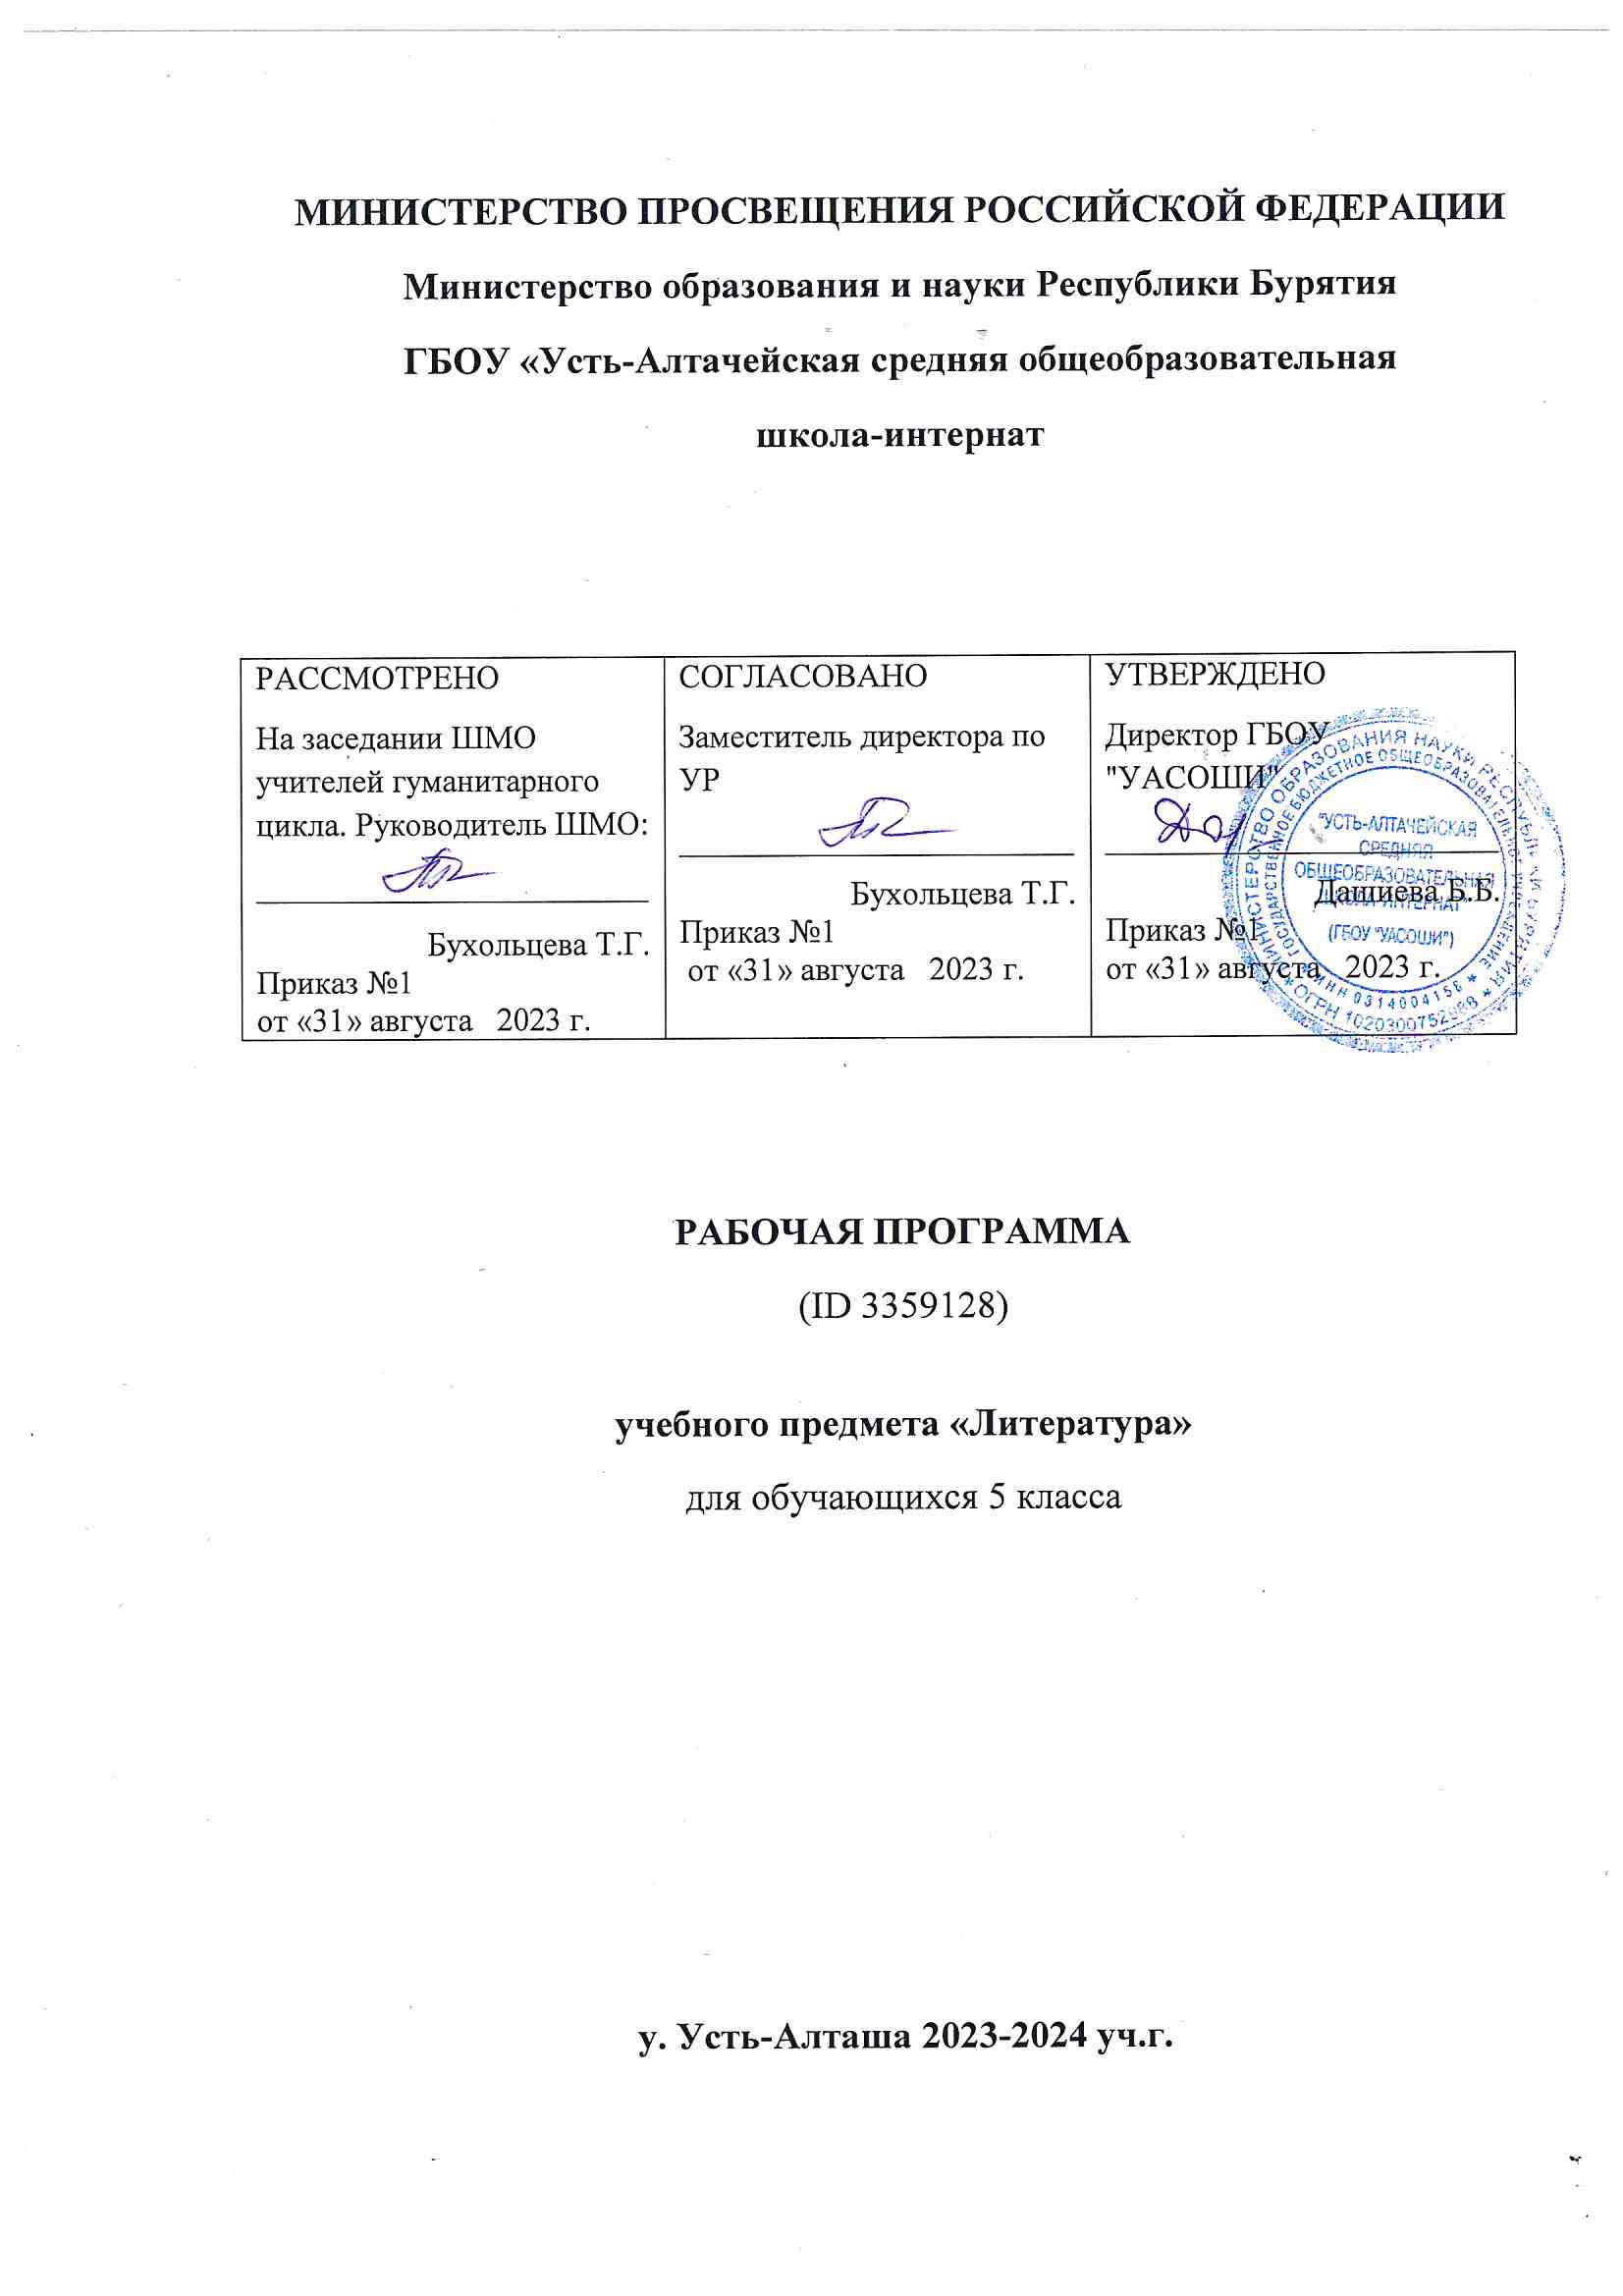 МИНИСТЕРСТВО ПРОСВЕЩЕНИЯ РОССИЙСКОЙ ФЕДЕРАЦИИ
Министерство образования и науки Республики Бурятия
ГБОУ «Усть-Алтачейская средняя общеобразовательная
школа-интернат
РАССМОТРЕНО
На заседании ШМО
учителей гуманитарного
цикла. Руководитель ШМО:
Бухольцева Т.Г.
Приказ №1
от «31» августа 2023 г.
СОГЛАСОВАНО
Заместитель директора по
УР
Бухольцева Т.Г.
Приказ №1
от «31» августа 2023 г.
УТВЕРЖДЕНО
Директор ГБОУ
"УАСОШИ"
Дашиева Б.Б.
Приказ №1
от «31» августа 2023 г.
"УСТЬ-АЛТАЧЕЙСКАЯ
СРЕДНЯЯ
ОБЩЕОБРАЗОВАТЕЛЬНАЯ
ШКОЛА-ИНТЕРНАТ"
(ГБОУ "УАСОШИ")
РАБОЧАЯ ПРОГРАММА
(ID 3359128)
учебного предмета «Литература»
для обучающихся 5 класса
у. Усть-Алташа 2023-2024 уч.г.